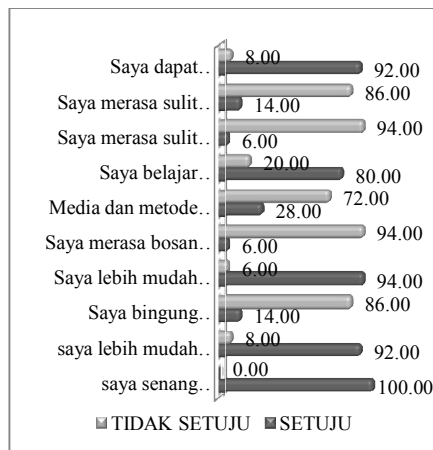 Saya dapat.. 8.00
92.00
Saya merasa sulit.. 86.00
14.00
Saya merasa sulit.. 94.00
6.00
Saya belajar.. 20.00
80.00
Media dan metode.. 72.00
28.00
Saya merasa bosan.. 94.00
6.00
Saya lebih mudah.. 6.00
94.00
Saya bingung.. 86.00
14.00
saya lebih mudah.. 8.00
92.00
saya senang.. 0.00
100.00
TIDAK SETUJU SETUJU